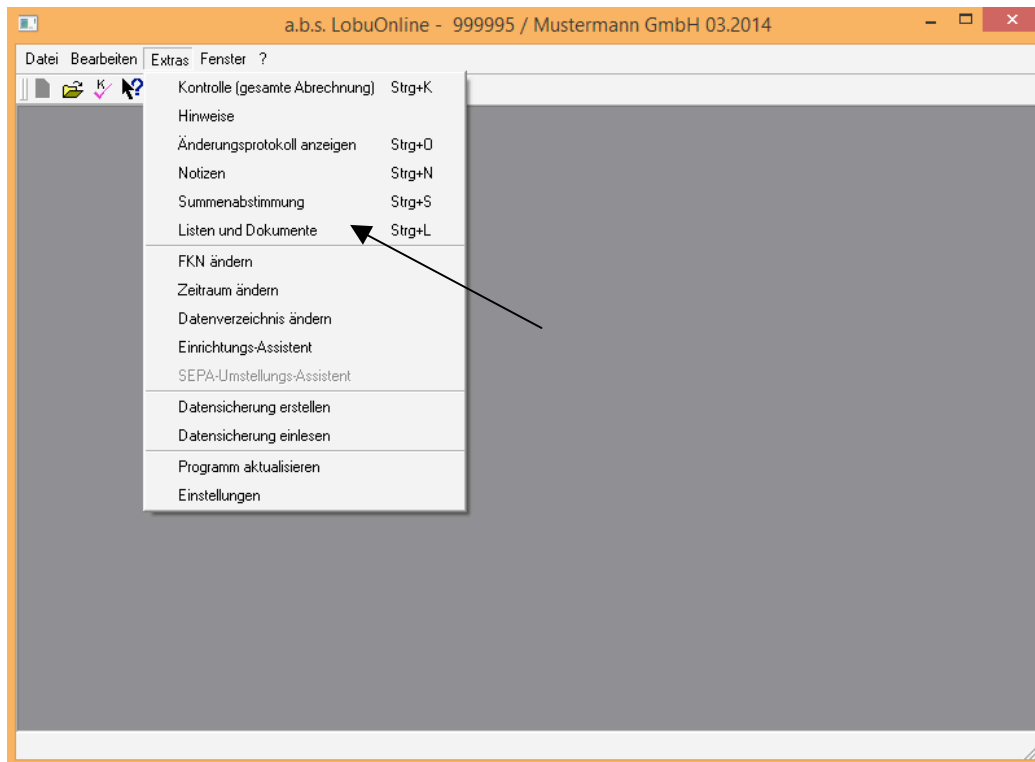 a.b.s. LobuOnline - 999995 / Mustermann GmbH 03.2014
Datei Bearbeiten Extras Fenster ?
K
Kontrolle (gesamte Abrechnung) Strg+K
Hinweise
Änderungsprotokoll anzeigen Strg+O
Notizen Strg+N
Summenabstimmung Strg+S
Listen und Dokumente Strg+L
FKN ändern
Zeitraum ändern
Datenverzeichnis ändern
Einrichtungs-Assistent
SEPA-Umstellungs-Assistent
Datensicherung erstellen
Datensicherung einlesen
Programm aktualisieren
Einstellungen